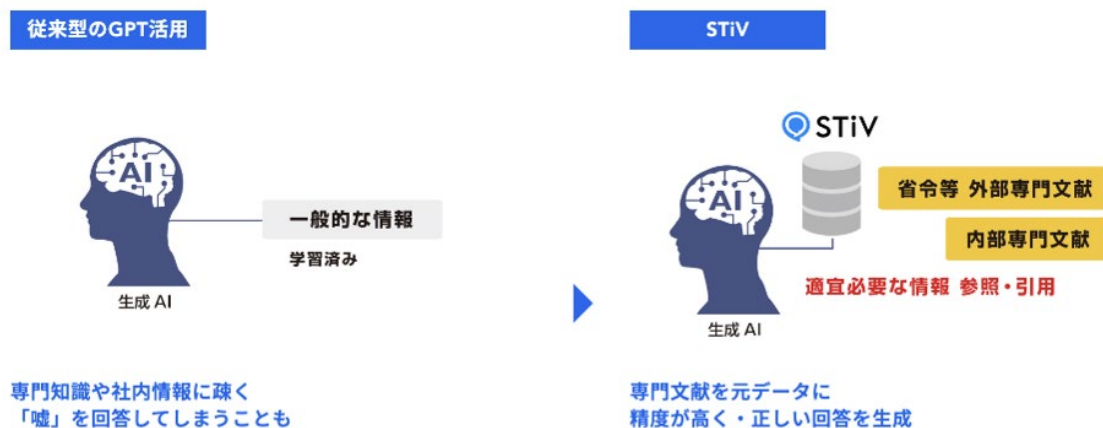 従来型のGPT活用
AI
一般的な情報
学習済み
生成 AI
専門知識や社内情報に疎く
「嘘」を回答してしまうことも
STiV
STiV
AI
省令等 外部専門文献
内部専門文献
適宜必要な情報 参照・引用
生成 AI
専門文献を元データに
精度が高く・正しい回答を生成